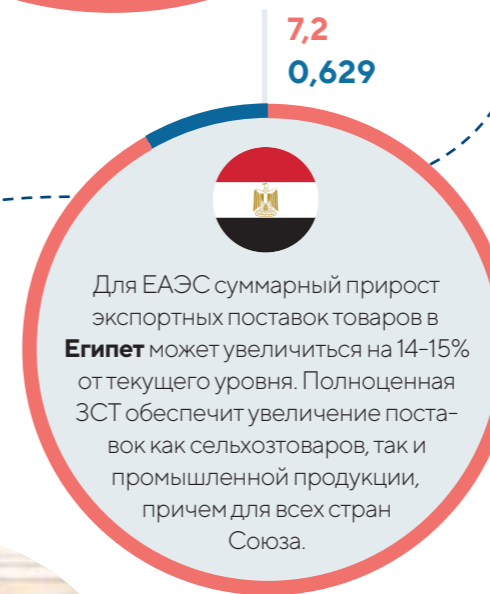 7,2
0,629
Для ЕАЭС суммарный прирост
экспортных поставок товаров в
Египет может увеличиться на 14-15%
от текущего уровня. Полноценная
ЗСТ обеспечит увеличение поста-
вок как сельхозтоваров, так и
промышленной продукции,
причем для всех стран
Союза.